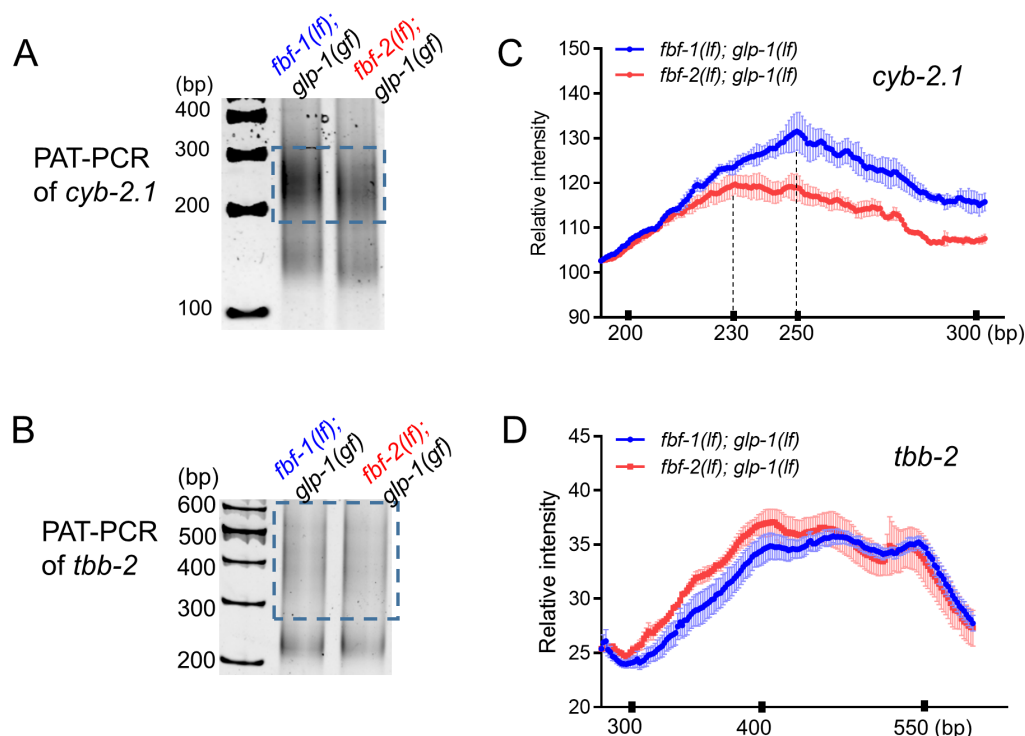 A
fbf-1(lf);
glp-1(gf)
fbf-2(lf);
glp-1(gf)
(bp)
400
300
200
100
PAT-PCR
of cyb-2.1
C
fbf-1(lf); glp-1(lf)
fbf-2(lf); glp-1(lf)
cyb-2.1
Relative intensity
150
140
130
120
110
100
90
200
230
250
300 (bp)
B
fbf-1(lf);
glp-1(gf)
fbf-2(lf);
glp-1(gf)
(bp)
600
500
400
300
200
PAT-PCR
of tbb-2
D
fbf-1(lf); glp-1(lf)
fbf-2(lf); glp-1(lf)
tbb-2
Relative intensity
45
40
35
30
25
20
300
400
550 (bp)